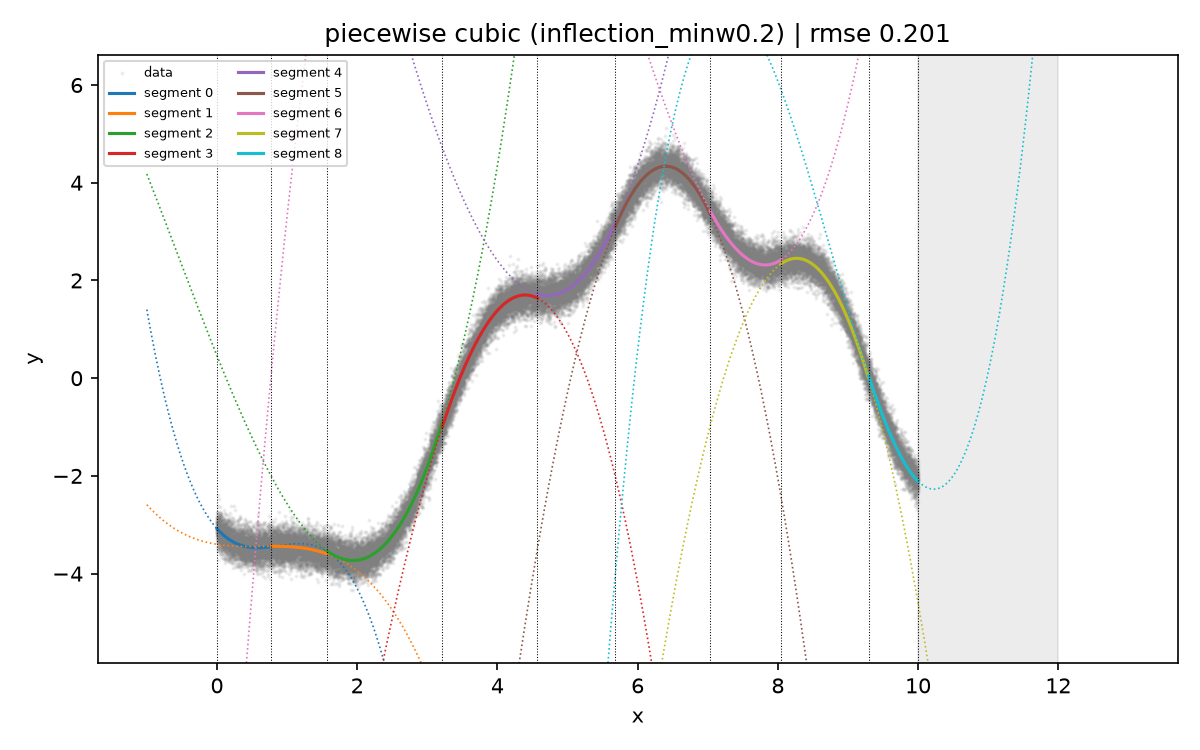 piecewise cubic (inflection_minw0.2) | rmse 0.201
data
segment 0
segment 1
segment 2
segment 3
segment 4
segment 5
segment 6
segment 7
segment 8
y
6
4
2
0
−2
−4
0 2 4 6 8 10 12
x